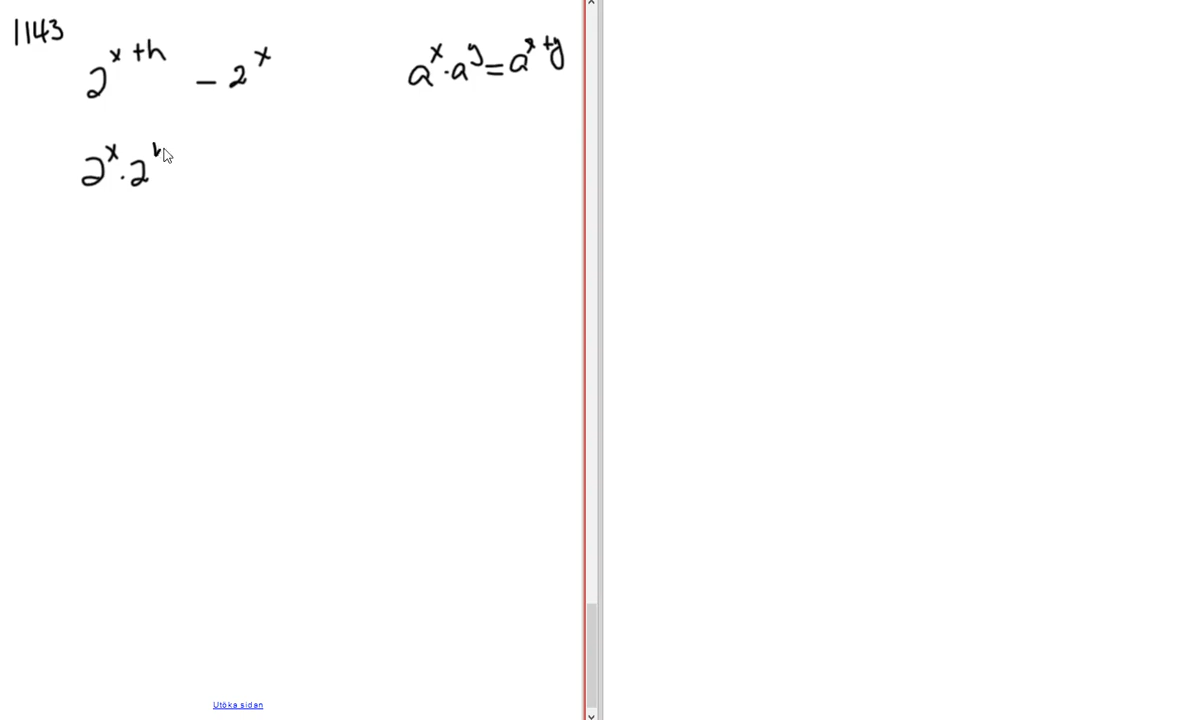 1143
2^{x+h} - 2^x
a^x · a^y = a^{x+y}
2^x · 2^h
Utöka sidan